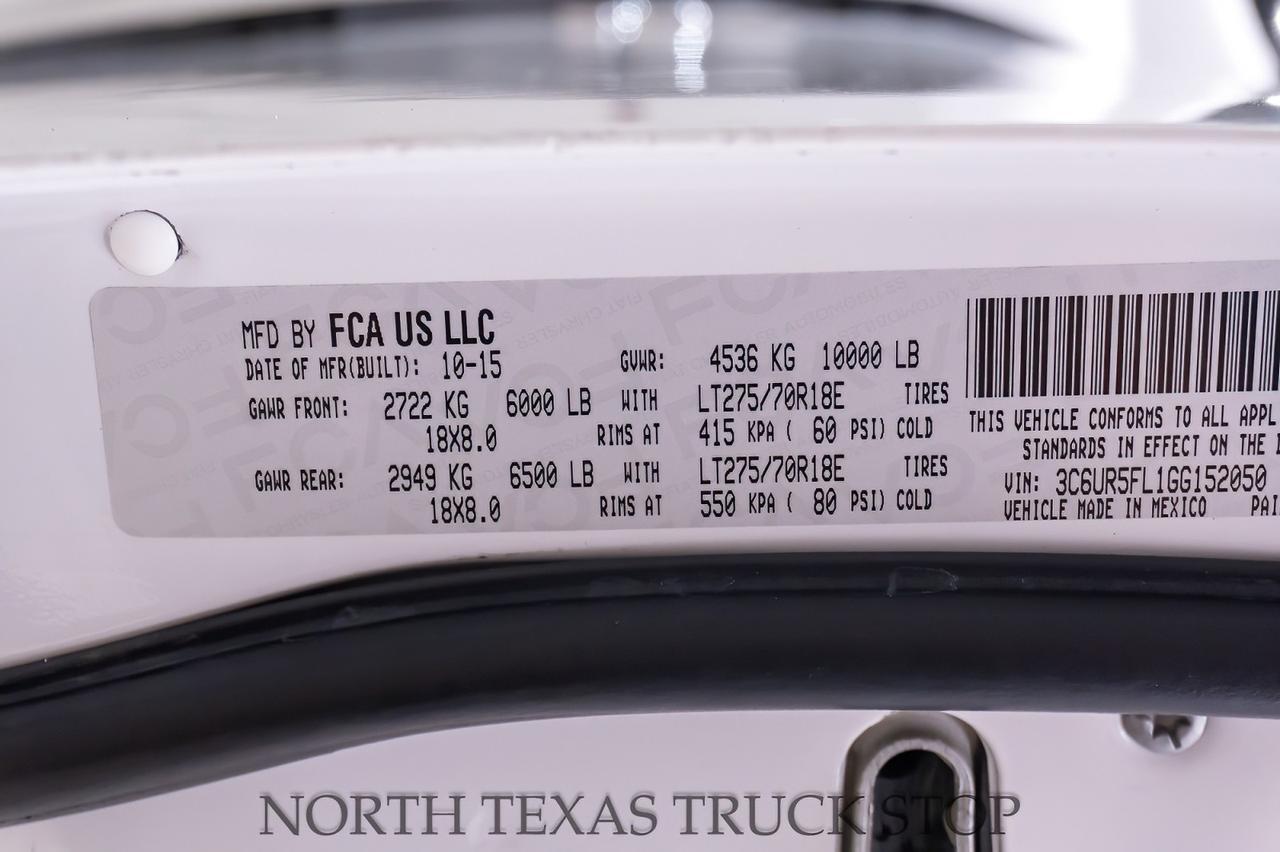 MFD BY FCA US LLC
DATE OF MFR(BUILT): 10-15 GVWR: 4536 KG 10000 LB
GAWR FRONT: 2722 KG 6000 LB WITH LT275/70R18E TIRES
18X8.0 RIMS AT 415 KPA ( 60 PSI) COLD
GAWR REAR: 2949 KG 6500 LB WITH LT275/70R18E TIRES
18X8.0 RIMS AT 550 KPA ( 80 PSI) COLD
THIS VEHICLE CONFORMS TO ALL APPL
STANDARDS IN EFFECT ON THE
VIN: 3C6UR5FL1GG152050
VEHICLE MADE IN MEXICO PAI
NORTH TEXAS TRUCK STOP